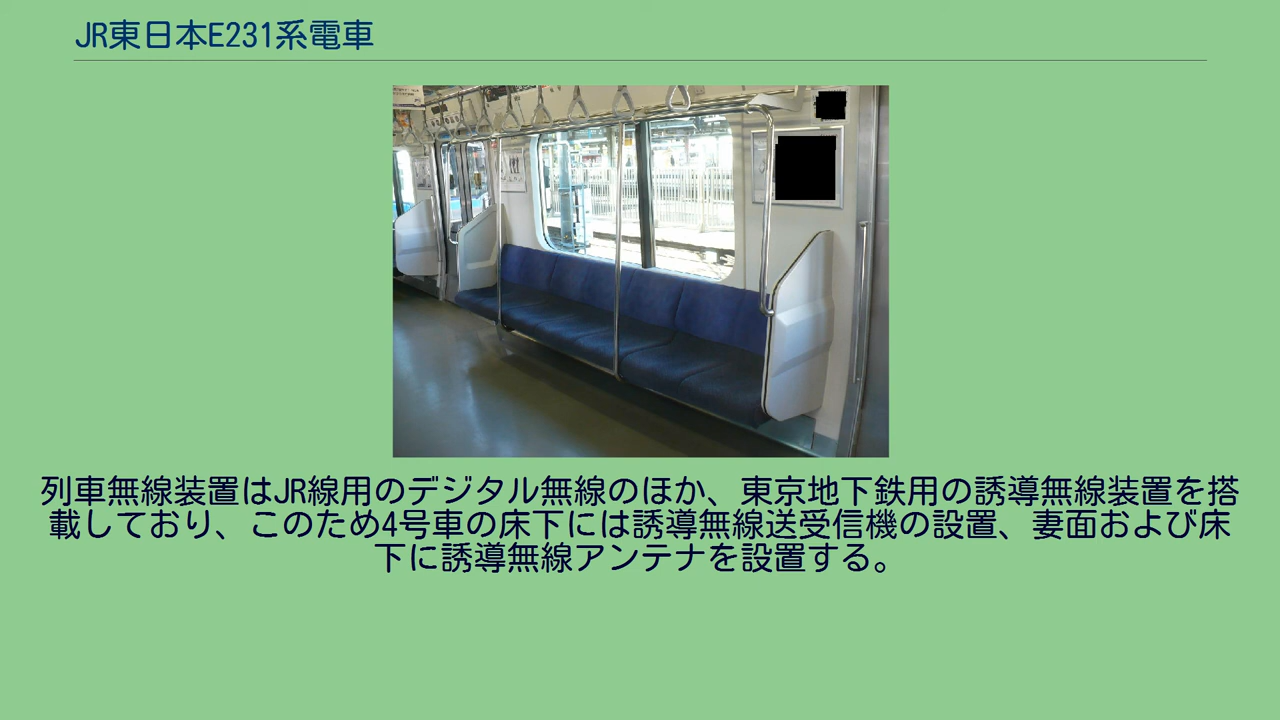 JR東日本E231系電車
列車無線装置はJR線用のデジタル無線のほか、東京地下鉄用の誘導無線装置を搭
載しており、このため4号車の床下には誘導無線送受信機の設置、妻面および床
下に誘導無線アンテナを設置する。